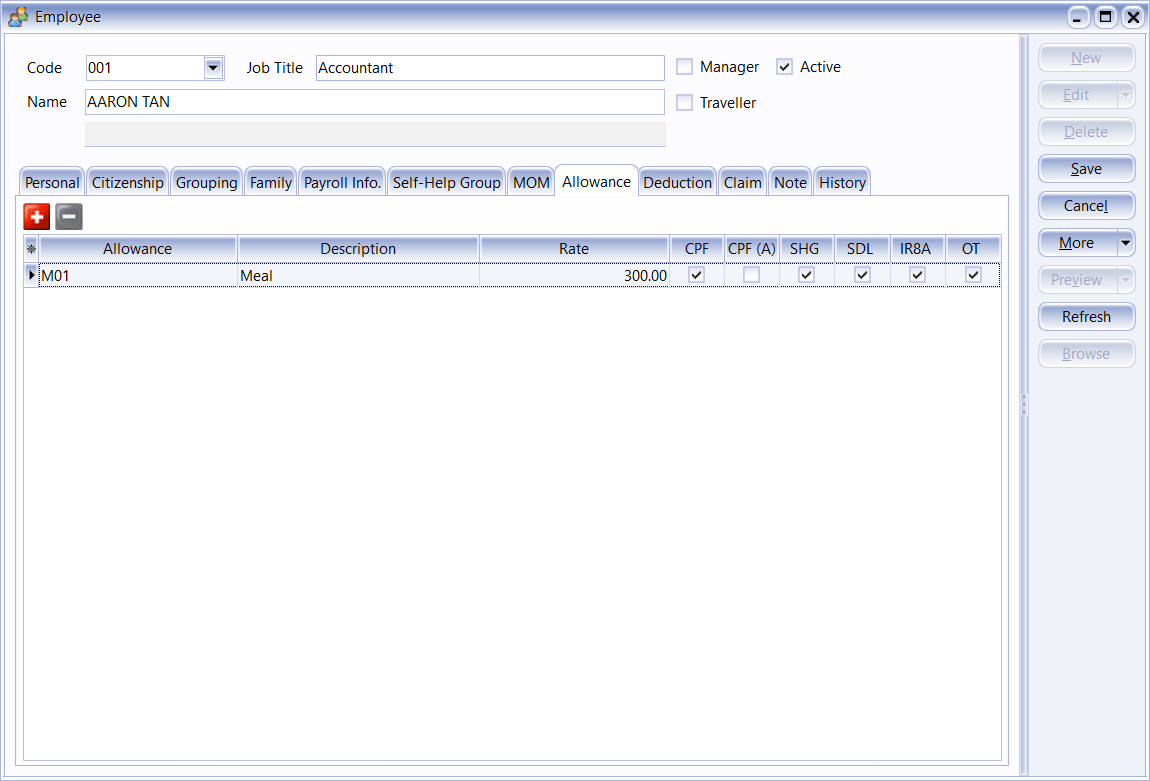 Employee
Code 001 Job Title Accountant Manager Active New
Name AARON TAN Traveller Edit
Delete
Save
Personal Citizenship Grouping Family Payroll Info. Self-Help Group MOM Allowance Deduction Claim Note History
Cancel
Allowance Description Rate CPF CPF (A) SHG SDL IR8A OT More
M01 Meal 300.00 Preview
Refresh
Browse